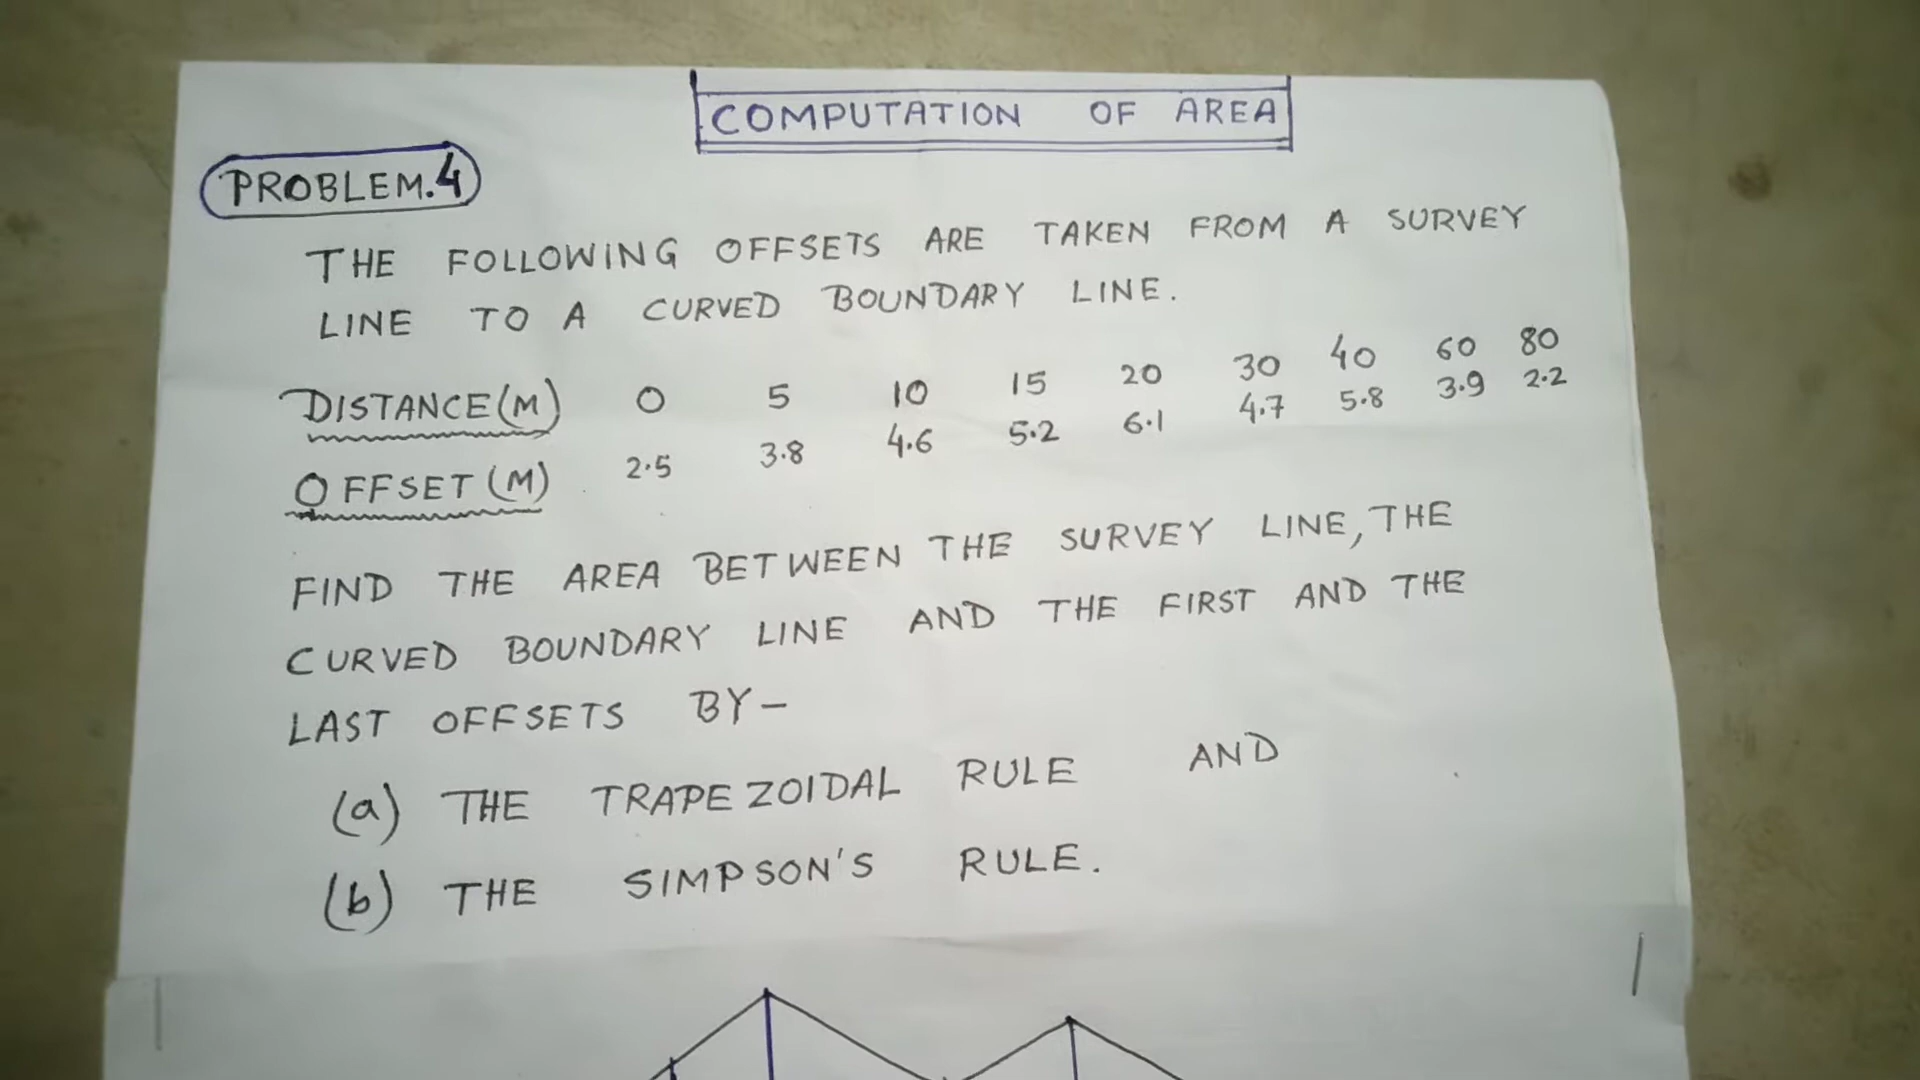 COMPUTATION OF AREA
PROBLEM.4
THE FOLLOWING OFFSETS ARE TAKEN FROM A SURVEY
LINE TO A CURVED BOUNDARY LINE.
DISTANCE(M) 0 5 10 15 20 30 40 60 80
OFFSET(M) 2.5 3.8 4.6 5.2 6.1 4.7 5.8 3.9 2.2
FIND THE AREA BETWEEN THE SURVEY LINE, THE
CURVED BOUNDARY LINE AND THE FIRST AND THE
LAST OFFSETS BY-
(a) THE TRAPEZOIDAL RULE AND
(b) THE SIMPSON'S RULE.